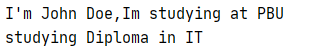 I'm John Doe,Im studying at PBU
studying Diploma in IT